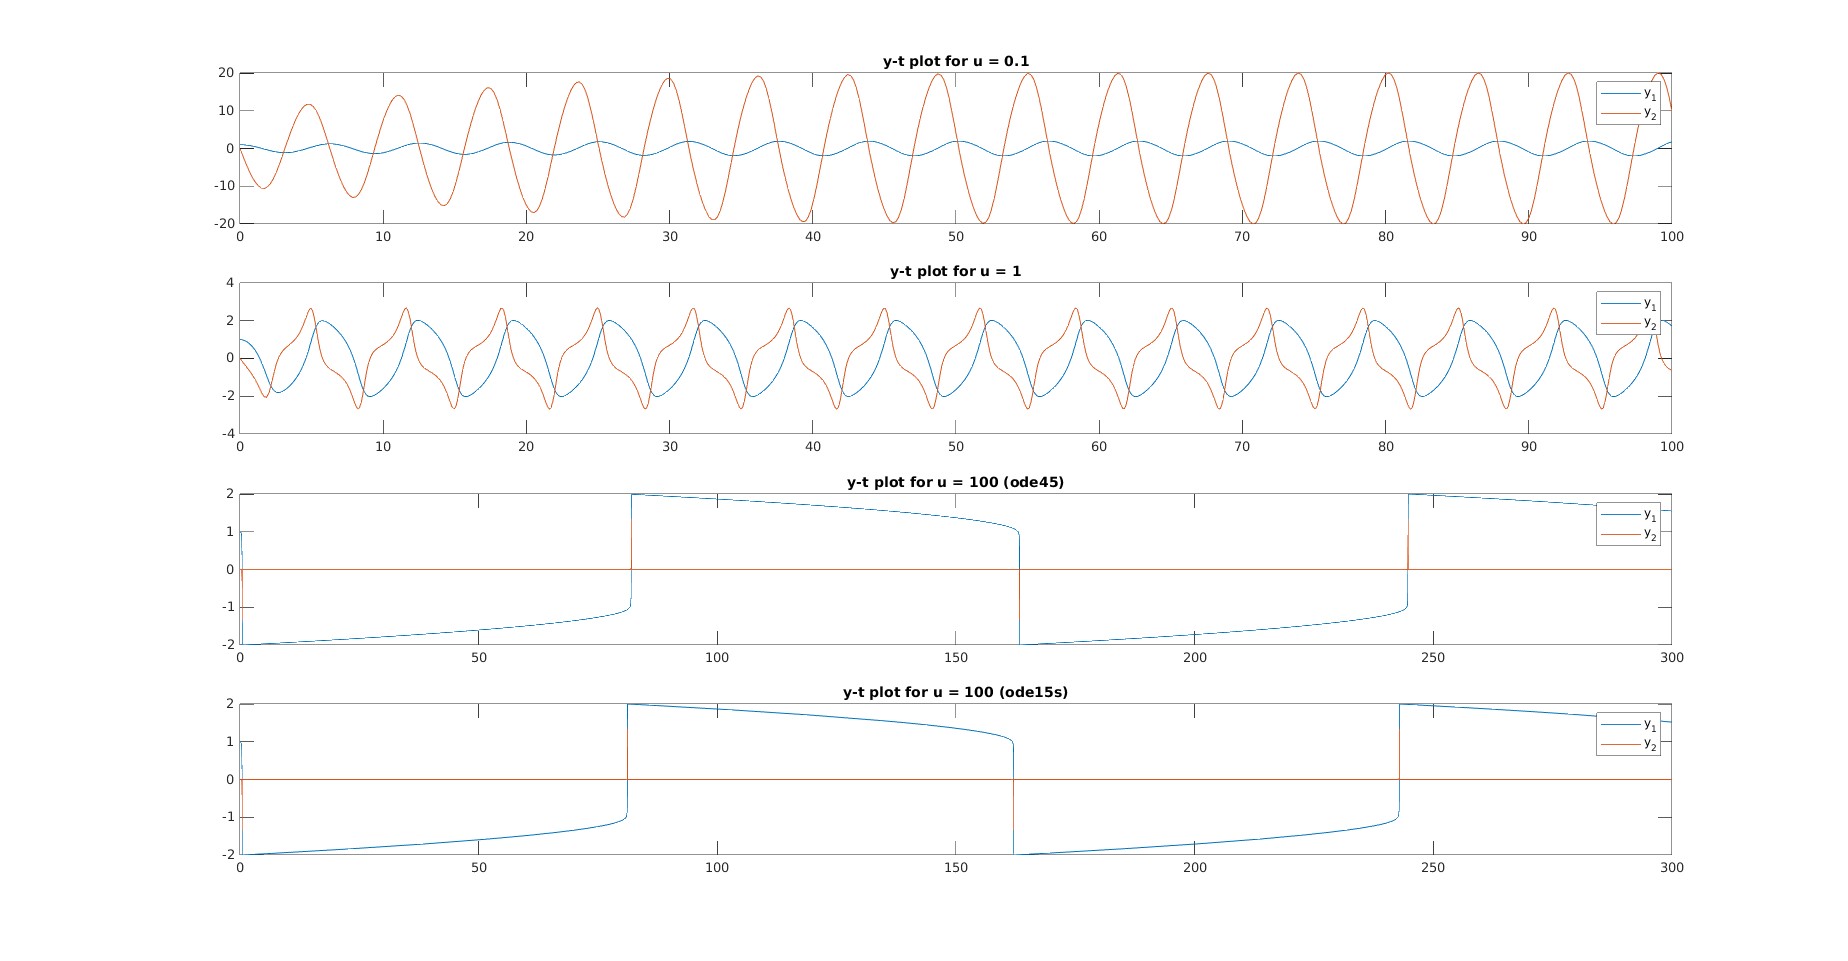 y-t plot for u = 0.1
20
10
0
-10
-20
y1
y2
0 10 20 30 40 50 60 70 80 90 100
y-t plot for u = 1
4
2
0
-2
-4
y1
y2
0 10 20 30 40 50 60 70 80 90 100
y-t plot for u = 100 (ode45)
2
1
0
-1
-2
y1
y2
0 50 100 150 200 250 300
y-t plot for u = 100 (ode15s)
2
1
0
-1
-2
y1
y2
0 50 100 150 200 250 300